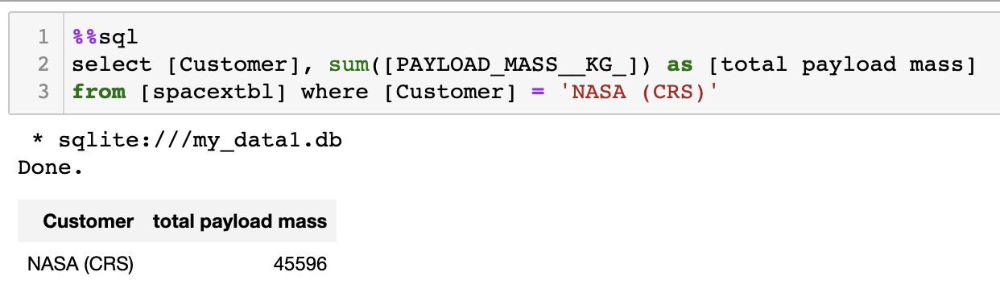 1 %%sql
2 select [Customer], sum([PAYLOAD_MASS__KG_]) as [total payload mass]
3 from [spacextbl] where [Customer] = 'NASA (CRS)'
* sqlite:///my_data1.db
Done.
Customer total payload mass
NASA (CRS) 45596